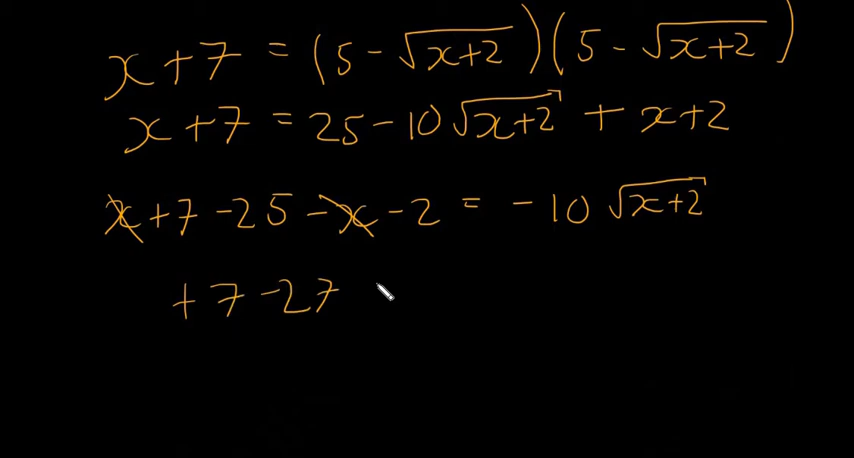 x + 7 = (5 - √(x+2))(5 - √(x+2))
x + 7 = 25 - 10√(x+2) + x+2
x + 7 - 25 - x - 2 = -10√(x+2)
+ 7 - 27